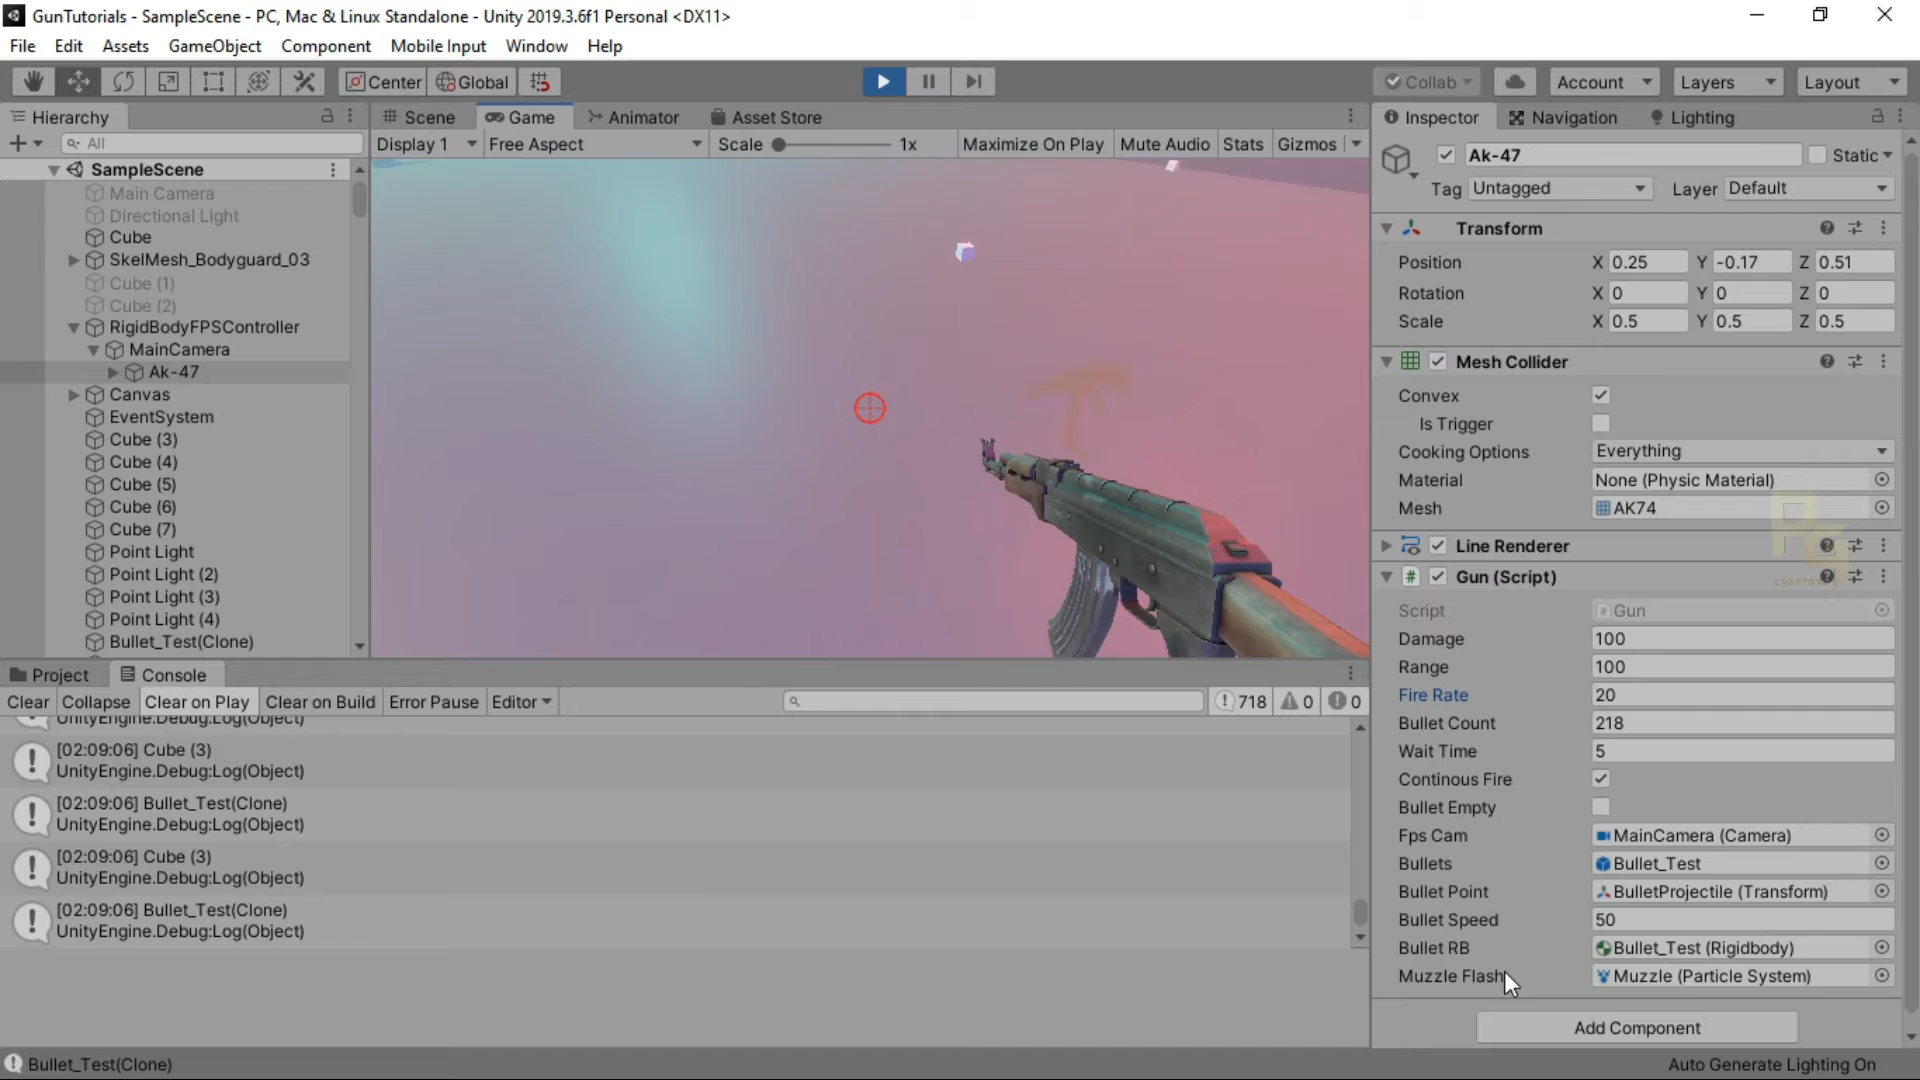 GunTutorials - SampleScene - PC, Mac & Linux Standalone - Unity 2019.3.6f1 Personal <DX11>
File Edit Assets GameObject Component Mobile Input Window Help
Center Global Collab Account Layers Layout
Hierarchy
All
SampleScene
Main Camera
Directional Light
Cube
SkelMesh_Bodyguard_03
Cube (1)
Cube (2)
RigidBodyFPSController
MainCamera
Ak-47
Canvas
EventSystem
Cube (3)
Cube (4)
Cube (5)
Cube (6)
Cube (7)
Point Light
Point Light (2)
Point Light (3)
Point Light (4)
Bullet_Test(Clone)
Scene Game Animator Asset Store
Display 1 Free Aspect Scale 1x Maximize On Play Mute Audio Stats Gizmos
Inspector Navigation Lighting
Ak-47 Static
Tag Untagged Layer Default
Transform
Position X 0.25 Y -0.17 Z 0.51
Rotation X 0 Y 0 Z 0
Scale X 0.5 Y 0.5 Z 0.5
Mesh Collider
Convex
Is Trigger
Cooking Options Everything
Material None (Physic Material)
Mesh AK74
Line Renderer
Gun (Script)
Script Gun
Damage 100
Range 100
Fire Rate 20
Bullet Count 218
Wait Time 5
Continous Fire
Bullet Empty
Fps Cam MainCamera (Camera)
Bullets Bullet_Test
Bullet Point BulletProjectile (Transform)
Bullet Speed 50
Bullet RB Bullet_Test (Rigidbody)
Muzzle Flash Muzzle (Particle System)
Add Component
Project Console
Clear Collapse Clear on Play Clear on Build Error Pause Editor 718 0 0
UnityEngine.Debug:Log(Object)
[02:09:06] Cube (3)
UnityEngine.Debug:Log(Object)
[02:09:06] Bullet_Test(Clone)
UnityEngine.Debug:Log(Object)
[02:09:06] Cube (3)
UnityEngine.Debug:Log(Object)
[02:09:06] Bullet_Test(Clone)
UnityEngine.Debug:Log(Object)
Bullet_Test(Clone)
Auto Generate Lighting On